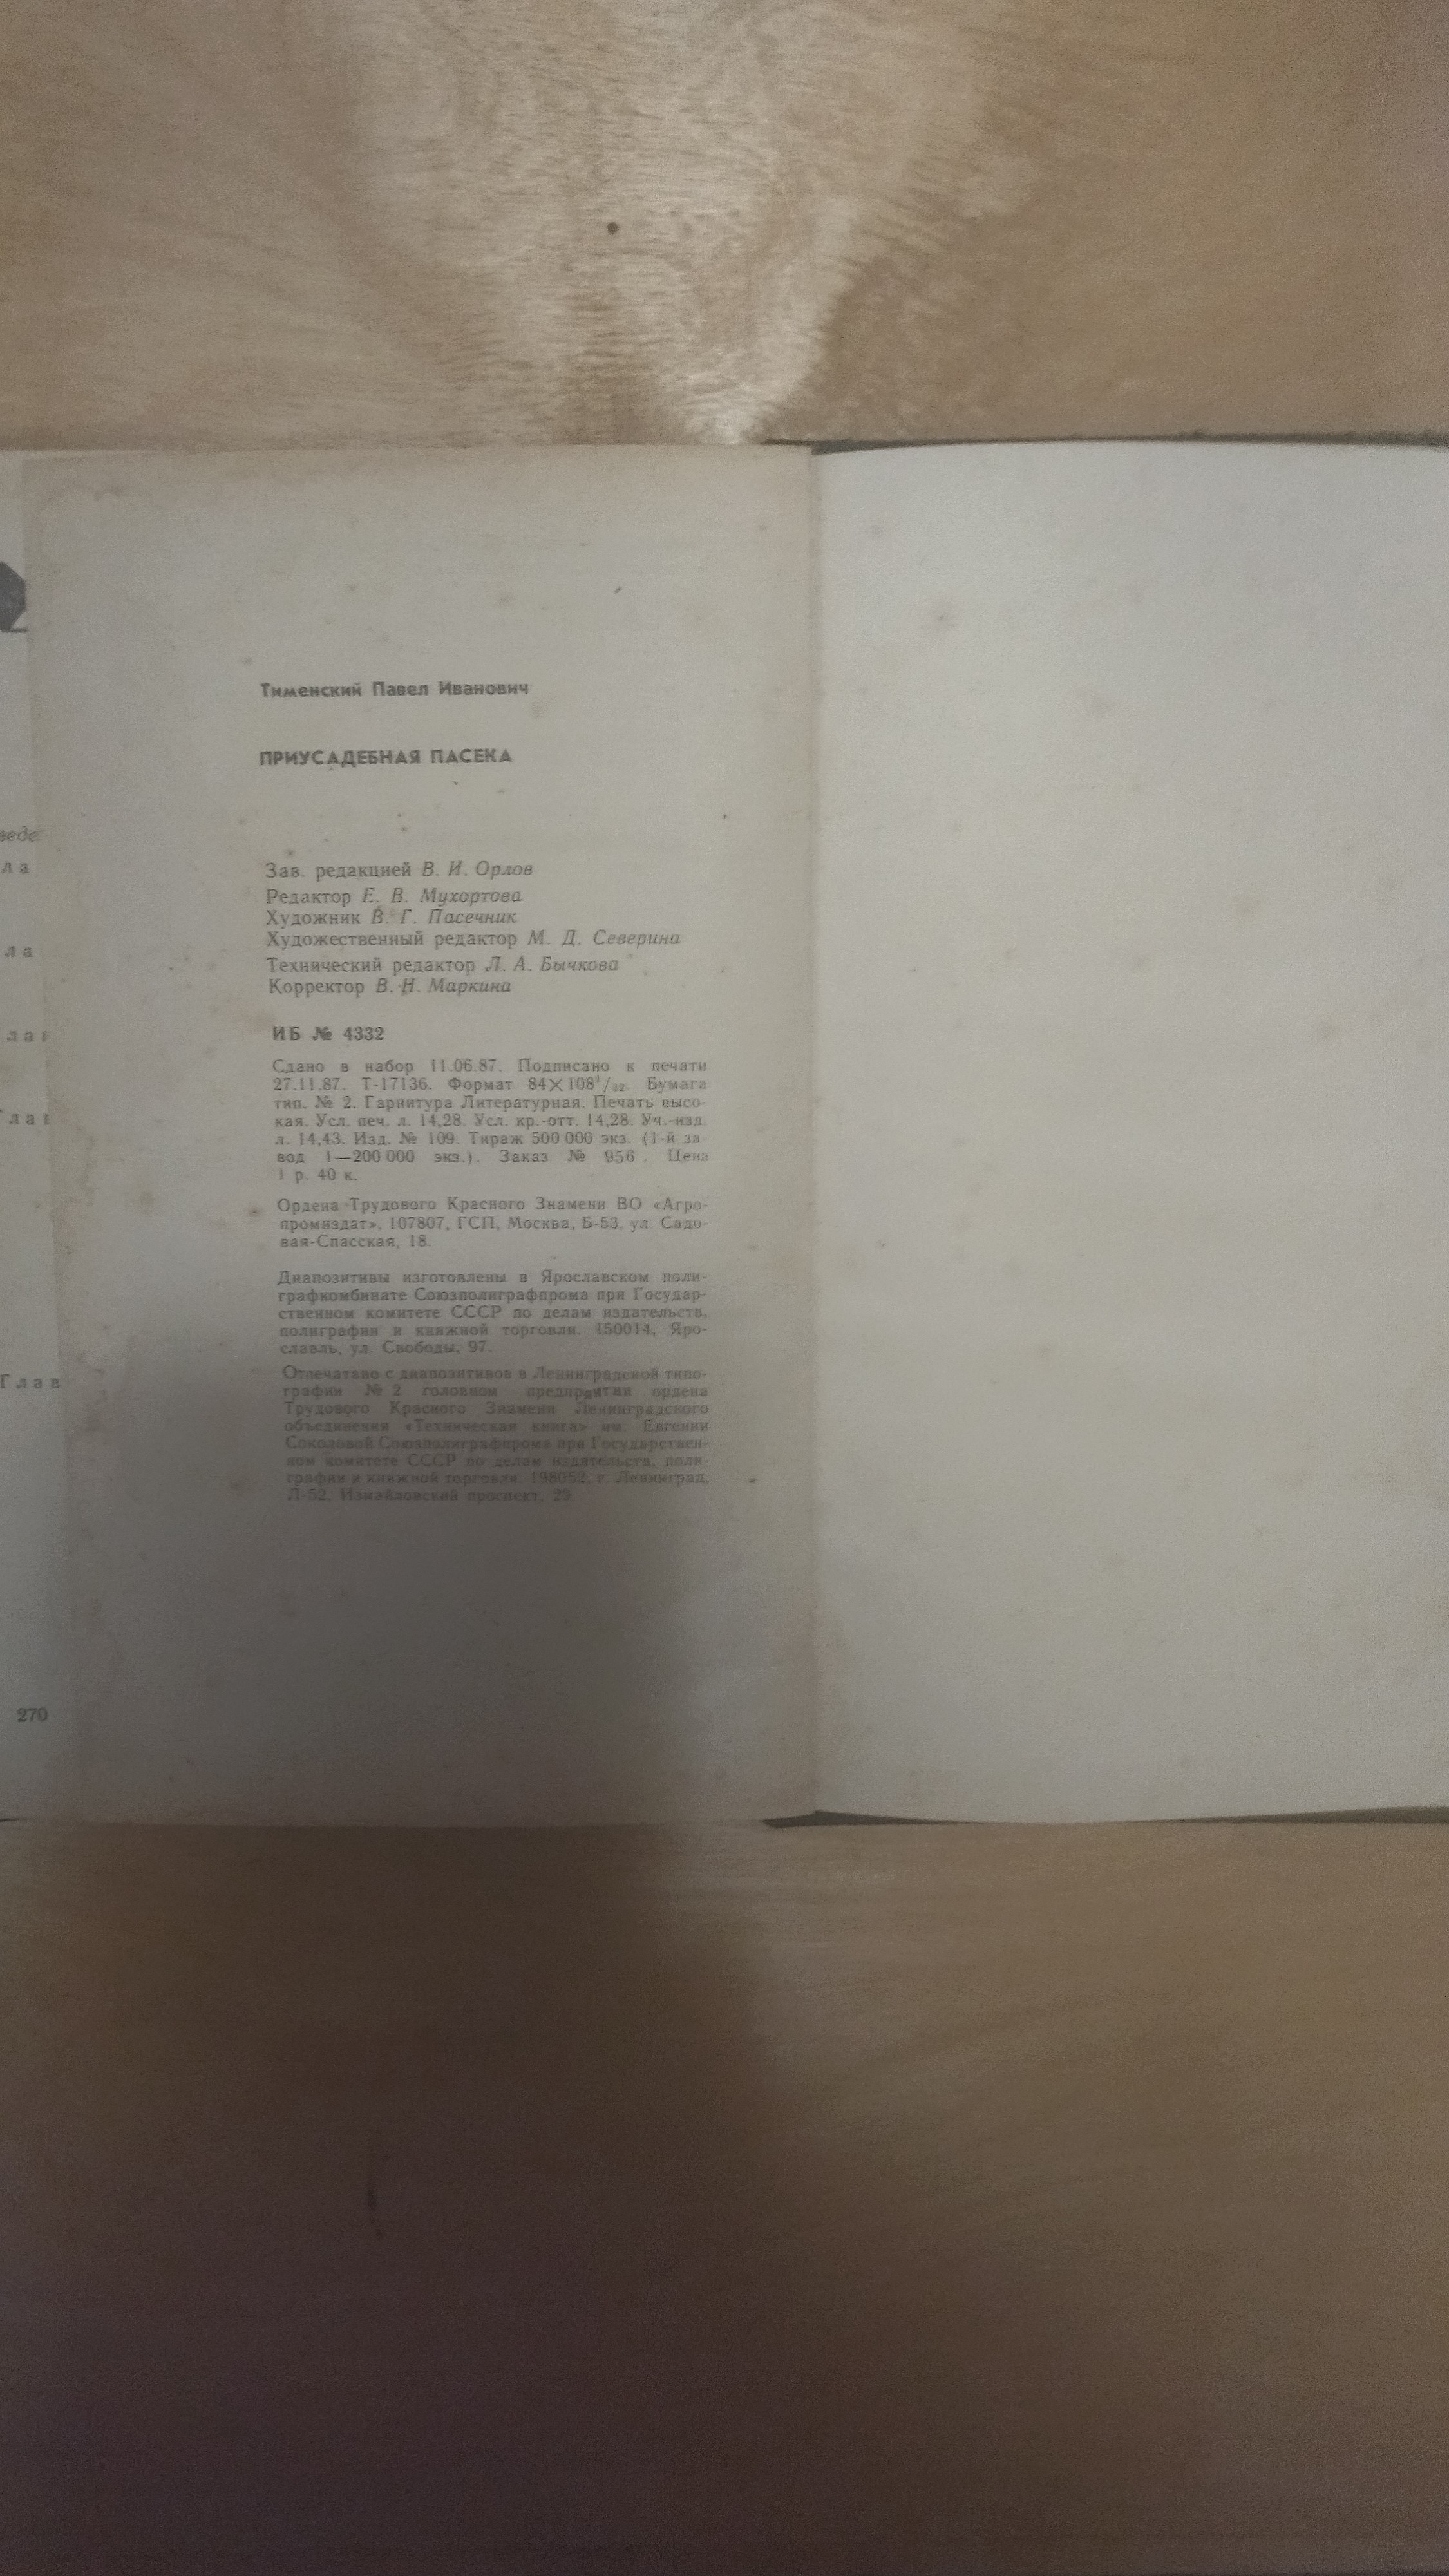 Тименский Павел Иванович
ПРИУСАДЕБНАЯ ПАСЕКА
Зав. редакцией В. И. Орлов
Редактор Е. В. Мухортова
Художник В. Г. Пасечник
Художественный редактор М. Д. Северина
Технический редактор Л. А. Бычкова
Корректор В. Н. Маркина
ИБ № 4332
Сдано в набор 11.06.87. Подписано к печати
27.11.87. Т-17136. Формат 84×108¹/₃₂. Бумага
тип. № 2. Гарнитура Литературная. Печать высо-
кая. Усл. печ. л. 14,28. Усл. кр.-отт. 14,28. Уч.-изд.
л. 14,43. Изд. № 109. Тираж 500 000 экз. (1-й за-
вод 1—200 000 экз.). Заказ № 956. Цена
1 р. 40 к.
Ордена Трудового Красного Знамени ВО «Агро-
промиздат», 107807, ГСП, Москва, Б-53, ул. Садо-
вая-Спасская, 18.
Диапозитивы изготовлены в Ярославском поли-
графкомбинате Союзполиграфпрома при Государ-
ственном комитете СССР по делам издательств,
полиграфии и книжной торговли. 150014, Яро-
славль, ул. Свободы, 97.
Отпечатано с диапозитивов в Ленинградской типо-
графии № 2 головном предприятии ордена
Трудового Красного Знамени Ленинградского
объединения «Техническая книга» им. Евгении
Соколовой Союзполиграфпрома при Государствен-
ном комитете СССР по делам издательств, поли-
графии и книжной торговли. 198052, г. Ленинград,
Л-52, Измайловский проспект, 29.
веде
ла
ла
лав
Глав
Глав
270